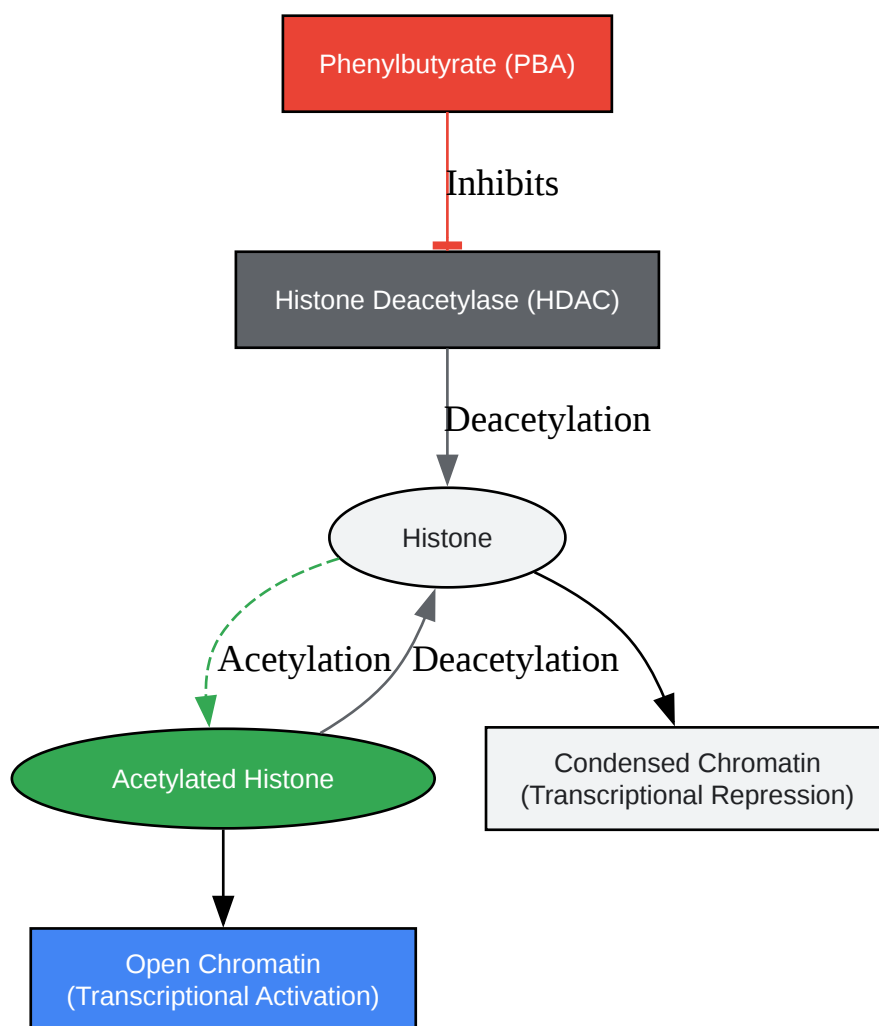 Phenylbutyrate (PBA)
Inhibits
Histone Deacetylase (HDAC)
Deacetylation
Histone
Acetylation
Deacetylation
Acetylated Histone
Condensed Chromatin
(Transcriptional Repression)
Open Chromatin
(Transcriptional Activation)